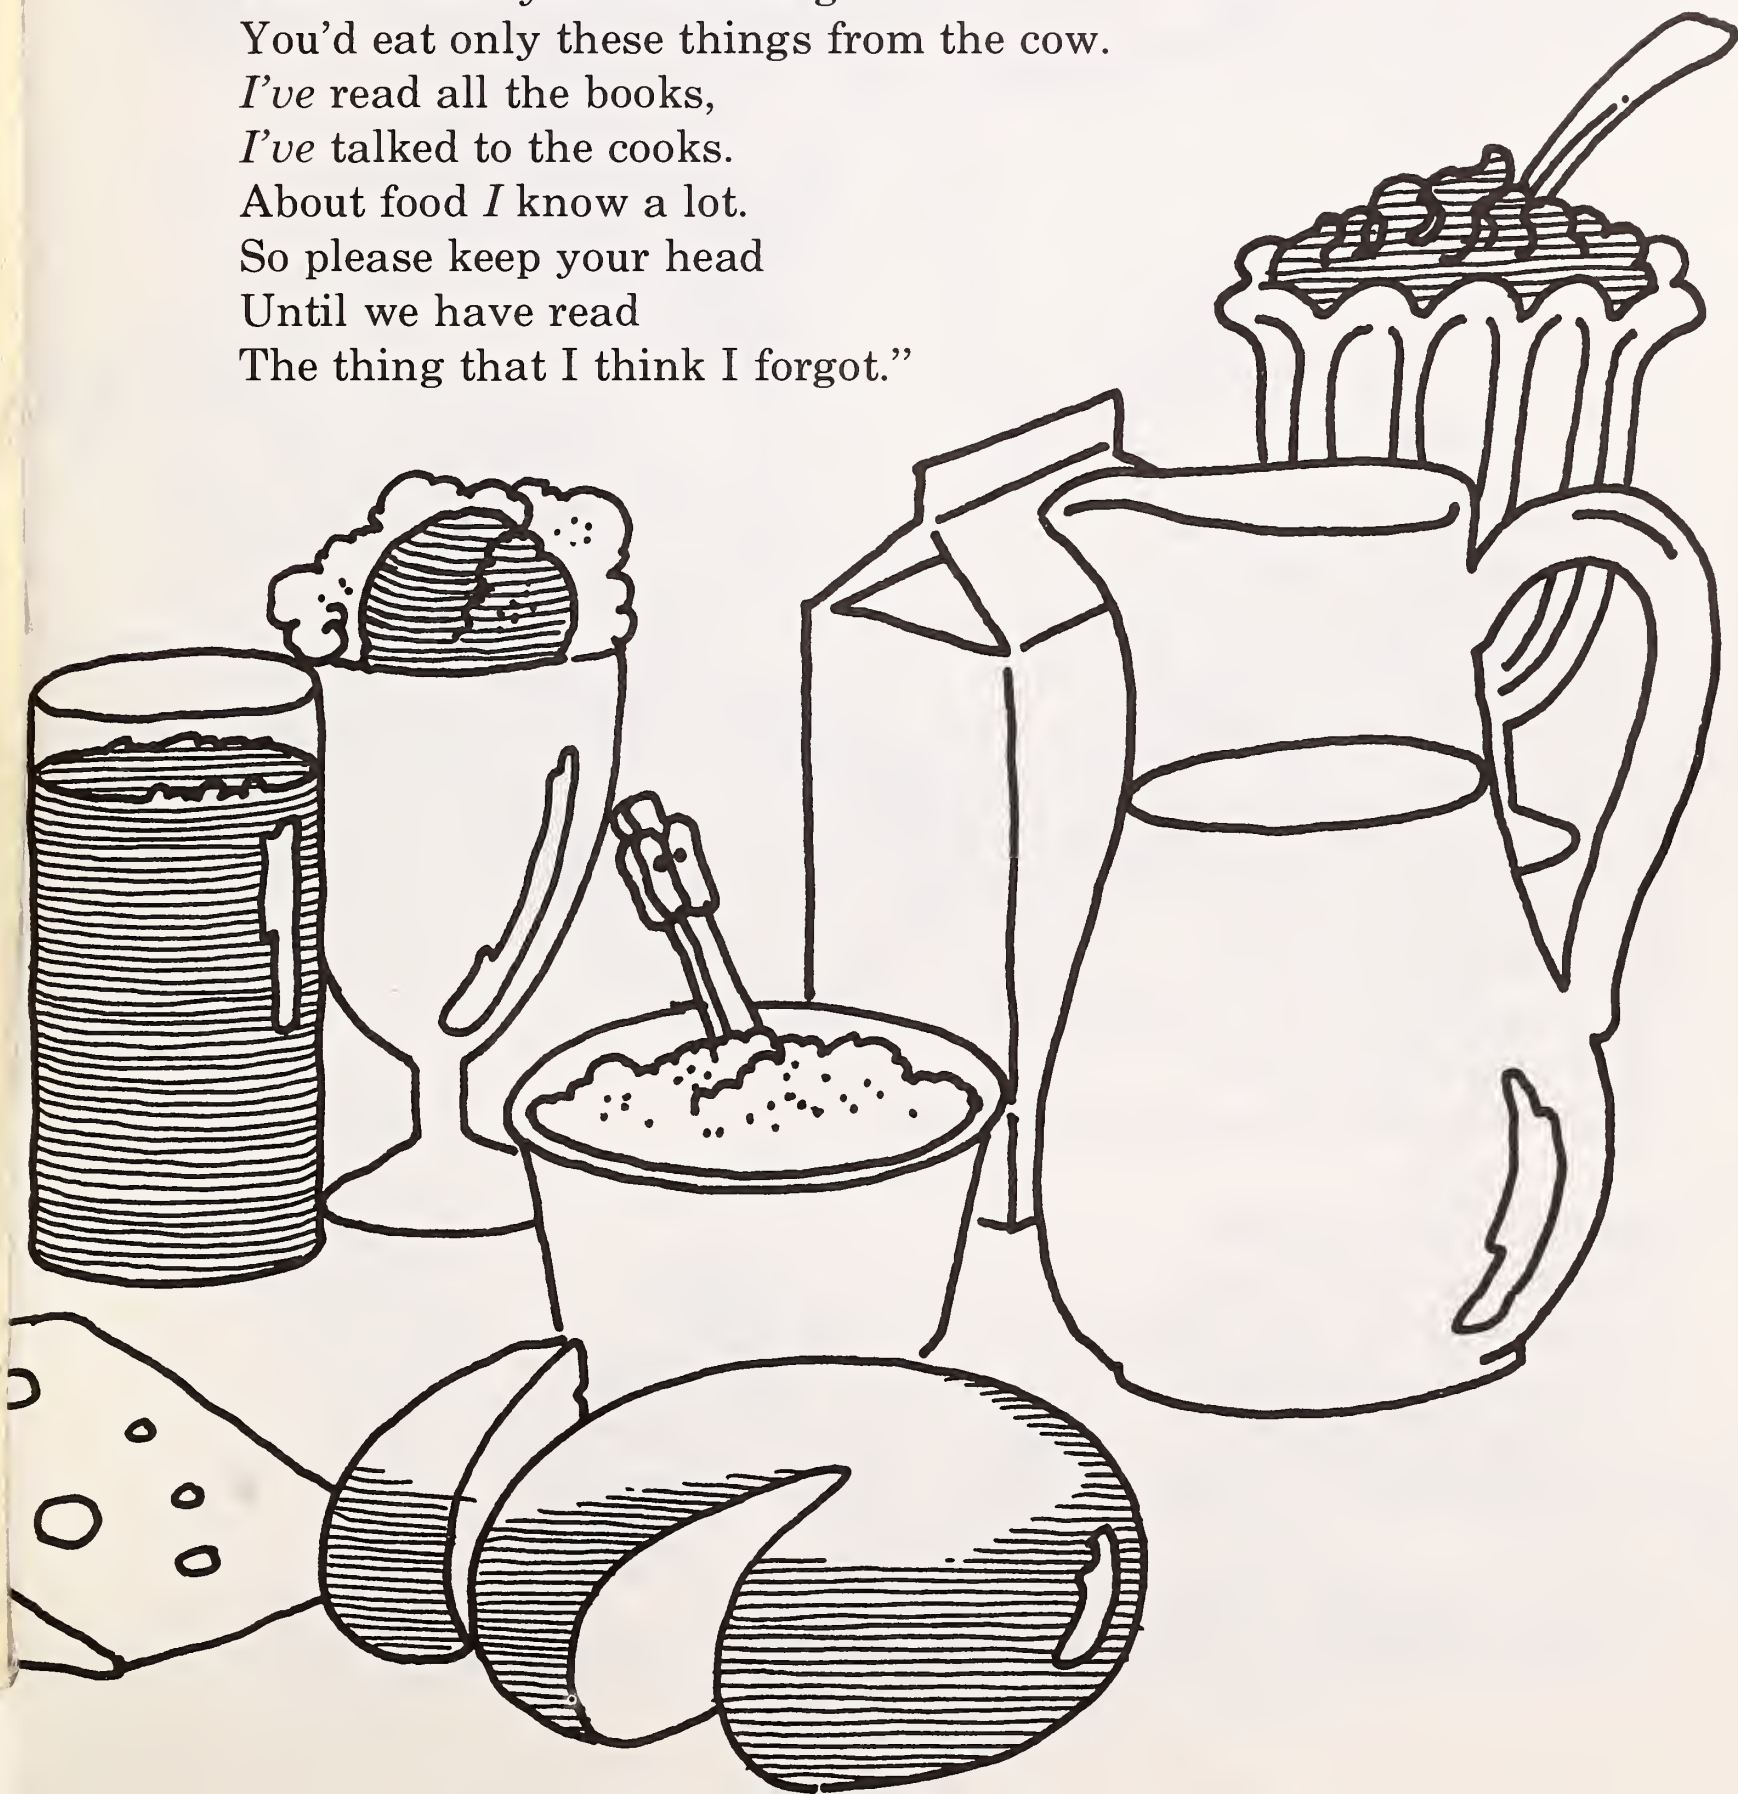 You’d eat only these things from the cow.
I’ve read all the books,
I’ve talked to the cooks.
About food I know a lot.
So please keep your head
Until we have read
The thing that I think I forgot.”